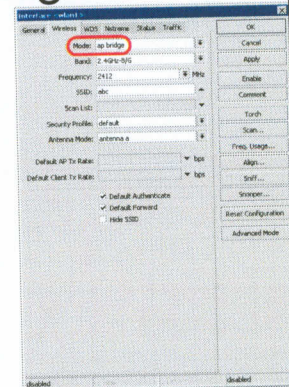 Interface <wlan1>
General Wireless WDS Nstreme Status Traffic
Mode: ap bridge
Band: 2.4GHz-B/G
Frequency: 2412 MHz
SSID: abc
Scan List:
Security Profile: default
Antenna Mode: antenna a
Default AP Tx Rate: bps
Default Client Tx Rate: bps
Default Authenticate
Default Forward
Hide SSID
OK
Cancel
Apply
Enable
Comment
Torch
Scan...
Freq. Usage...
Align...
Sniff...
Snooper...
Reset Configuration
Advanced Mode
disabled
disabled